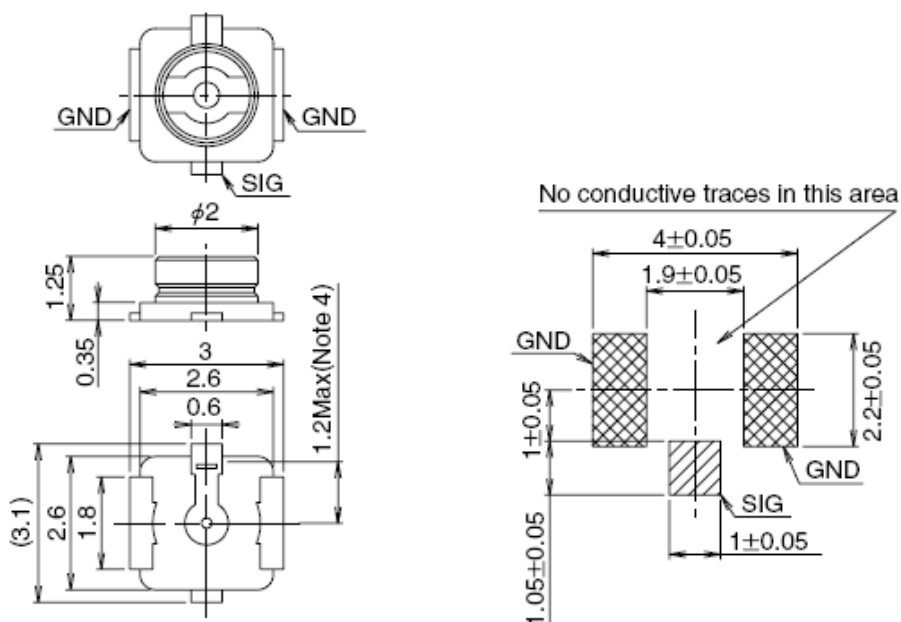 GND
GND
SIG
ϕ2
1.25
0.35
3
2.6
0.6
1.2Max(Note 4)
(3.1)
2.6
1.8
No conductive traces in this area
4±0.05
1.9±0.05
GND
1±0.05
2.2±0.05
GND
SIG
1±0.05
1.05±0.05